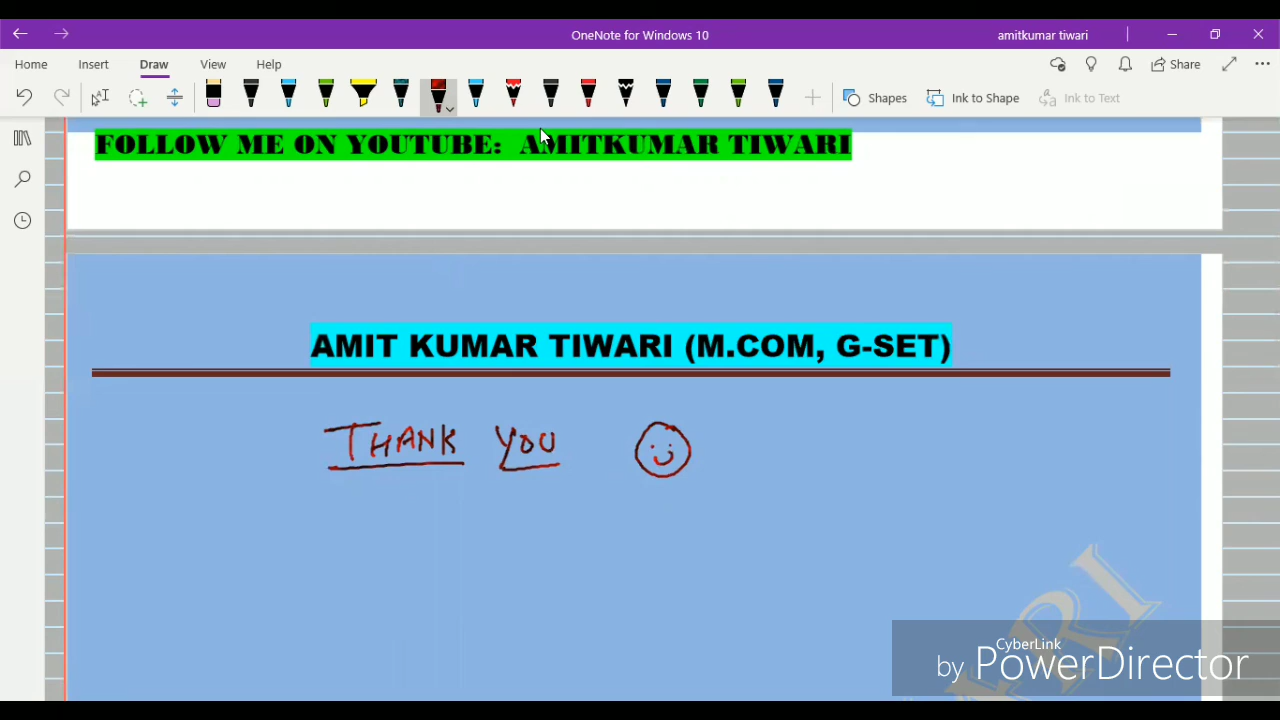 OneNote for Windows 10
amitkumar tiwari
Home Insert Draw View Help
Share
Shapes Ink to Shape Ink to Text
FOLLOW ME ON YOUTUBE: AMITKUMAR TIWARI
AMIT KUMAR TIWARI (M.COM, G-SET)
THANK YOU
CyberLink
by PowerDirector